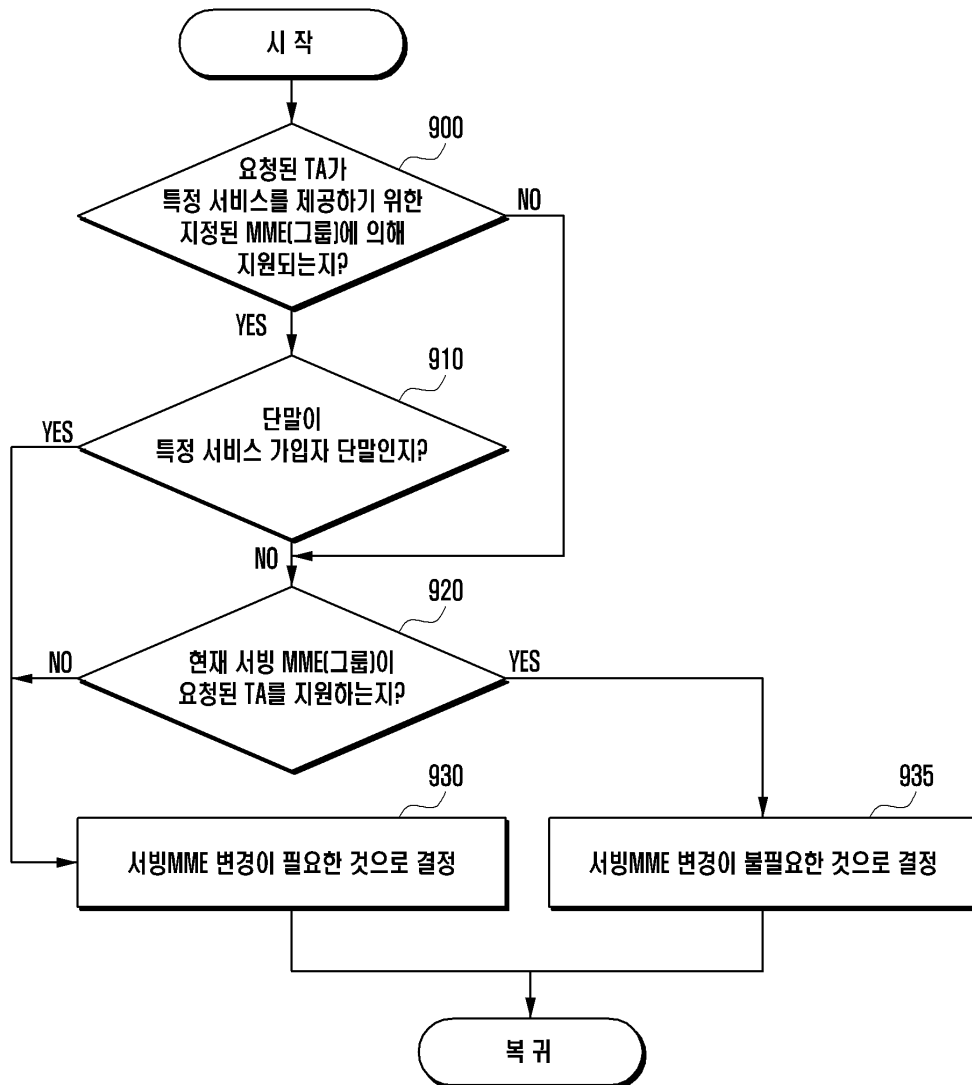 시 작
900
요청된 TA가
특정 서비스를 제공하기 위한
지정된 MME(그룹)에 의해
지원되는지?
NO
YES
910
단말이
특정 서비스 가입자 단말인지?
YES
NO
920
현재 서빙 MME(그룹)이
요청된 TA를 지원하는지?
NO
YES
930
서빙MME 변경이 필요한 것으로 결정
935
서빙MME 변경이 불필요한 것으로 결정
복 귀